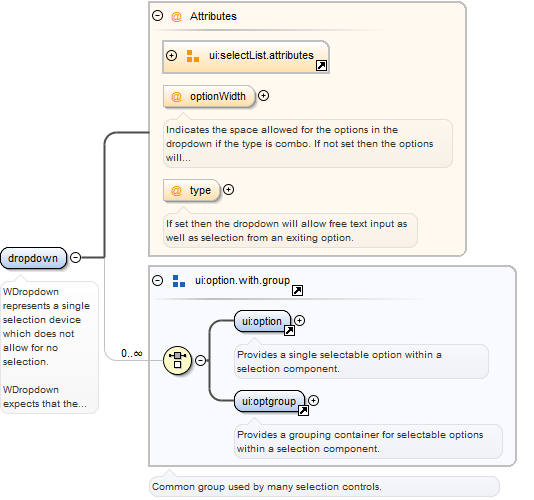 @ Attributes
ui:selectList.attributes
@ optionWidth
Indicates the space allowed for the options in the
dropdown if the type is combo. If not set then the options
will...
@ type
If set then the dropdown will allow free text input as
well as selection from an exiting option.
dropdown
WDropdown
represents a single
selection device
which does not
allow for no
selection.
WDropdown
expects that the...
0..∞
ui:option.with.group
ui:option
Provides a single selectable option within a
selection component.
ui:optgroup
Provides a grouping container for selectable options
within a selection component.
Common group used by many selection controls.